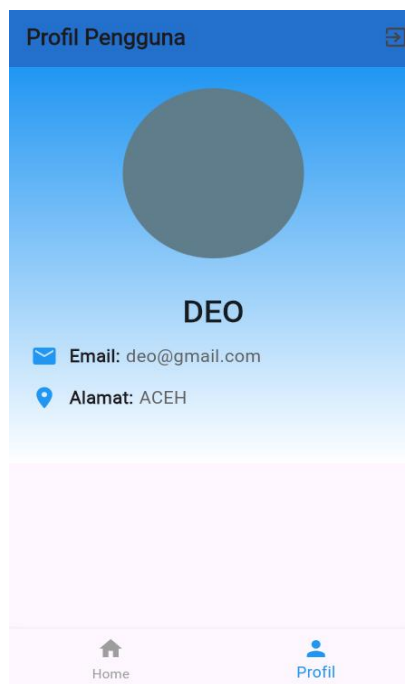 Profil Pengguna
DEO
Email: deo@gmail.com
Alamat: ACEH
Home
Profil